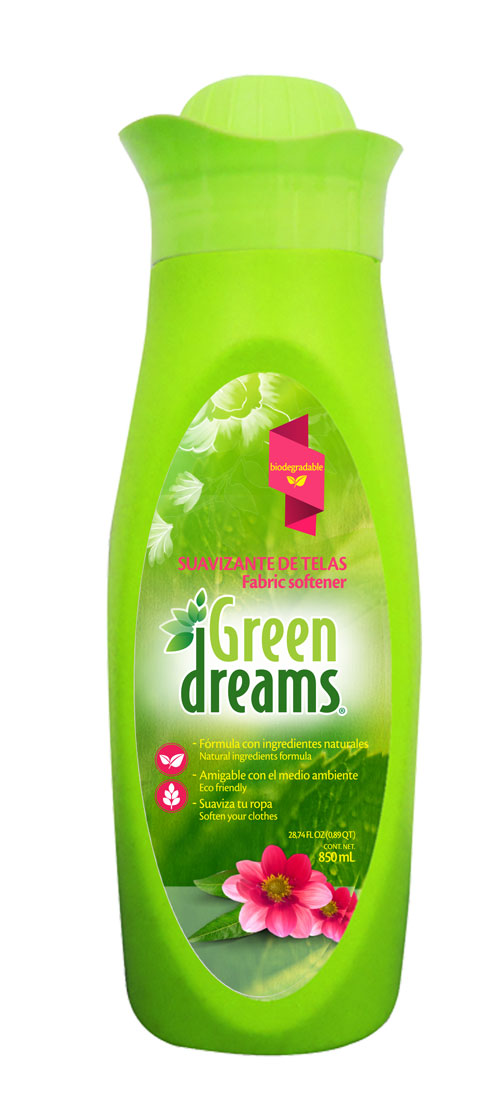 biodegradable
SUAVIZANTE DE TELAS
Fabric softener
Green
dreams®
- Fórmula con ingredientes naturales
Natural ingredients formula
- Amigable con el medio ambiente
Eco friendly
- Suaviza tu ropa
Soften your clothes
28,74 FL OZ (0.89 QT)
CONT. NET.
850 mL